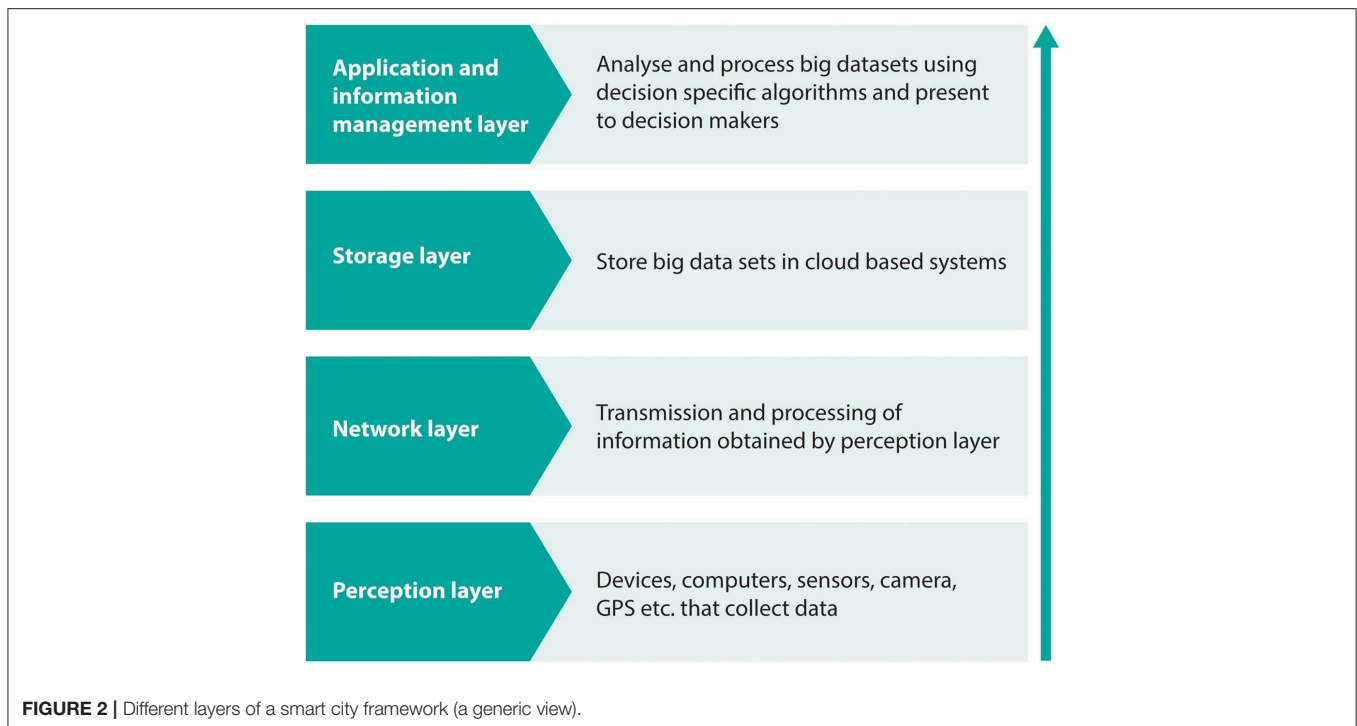 Application and
information
management layer
Analyse and process big datasets using
decision specific algorithms and present
to decision makers
Storage layer
Store big data sets in cloud based systems
Network layer
Transmission and processing of
information obtained by perception layer
Perception layer
Devices, computers, sensors, camera,
GPS etc. that collect data
FIGURE 2 | Different layers of a smart city framework (a generic view).